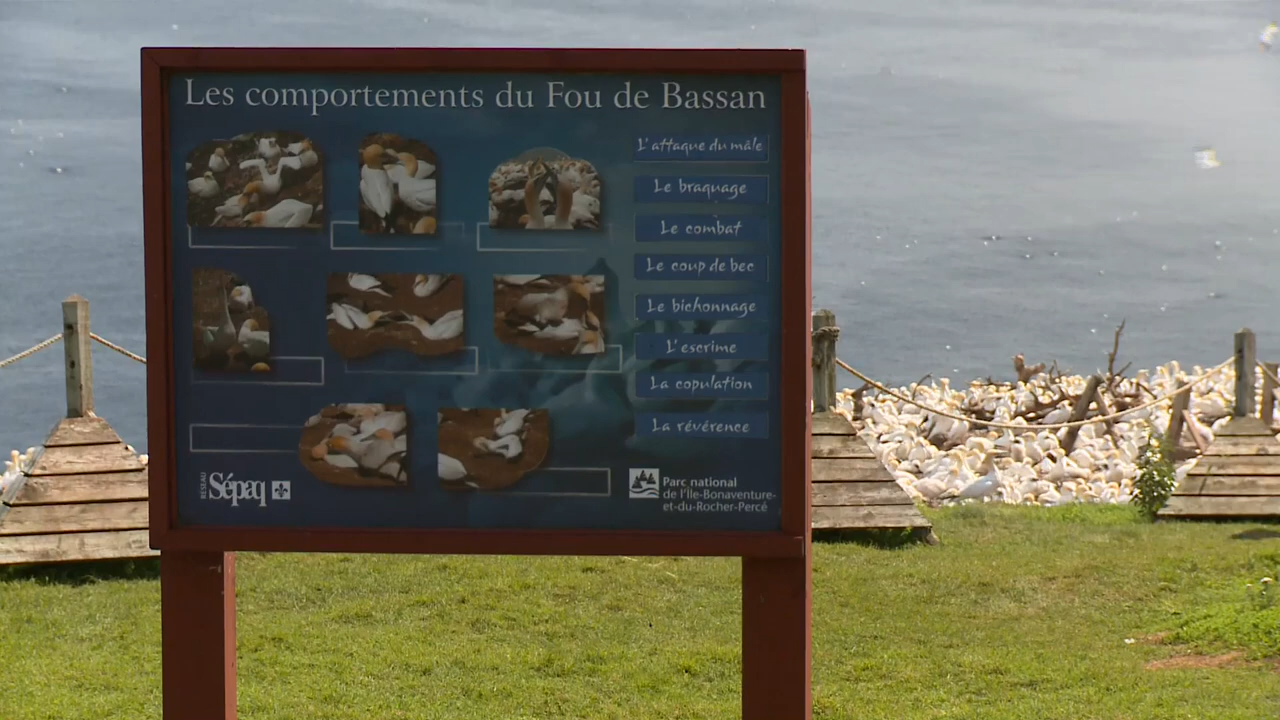 Les comportements du Fou de Bassan
L'attaque du mâle
Le braquage
Le combat
Le coup de bec
Le bichonnage
L'escrime
La copulation
La révérence
RÉSEAU
Sépaq
Parc national
de l'Île-Bonaventure-
et-du-Rocher-Percé